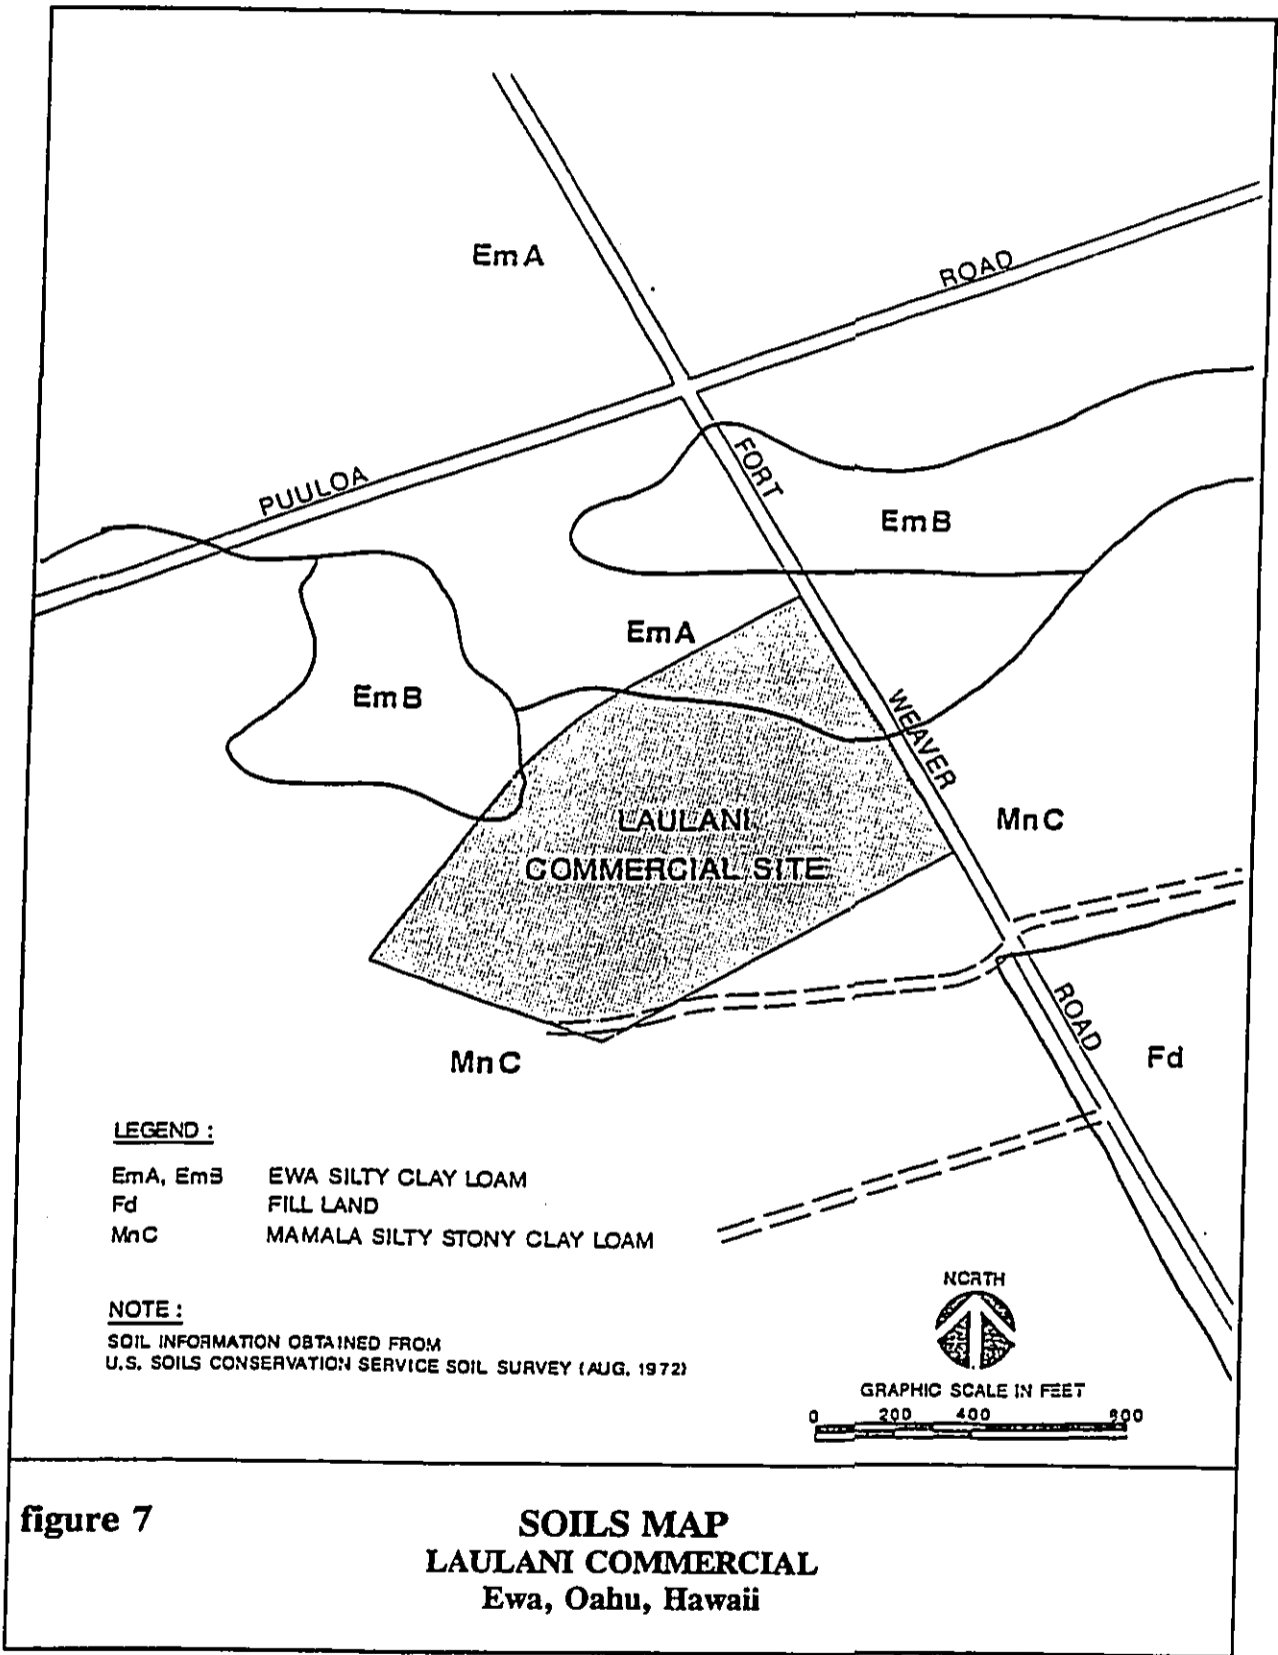 EmA
ROAD
PUULOA
FORT
EmB
EmA
EmB
WEAVER
LAULANI
COMMERCIAL SITE
MnC
ROAD
MnC
Fd
LEGEND :
EmA, EmB EWA SILTY CLAY LOAM
Fd FILL LAND
MnC MAMALA SILTY STONY CLAY LOAM
NOTE :
SOIL INFORMATION OBTAINED FROM
U.S. SOILS CONSERVATION SERVICE SOIL SURVEY (AUG. 1972)
NORTH
GRAPHIC SCALE IN FEET
0 200 400 800
figure 7
SOILS MAP
LAULANI COMMERCIAL
Ewa, Oahu, Hawaii